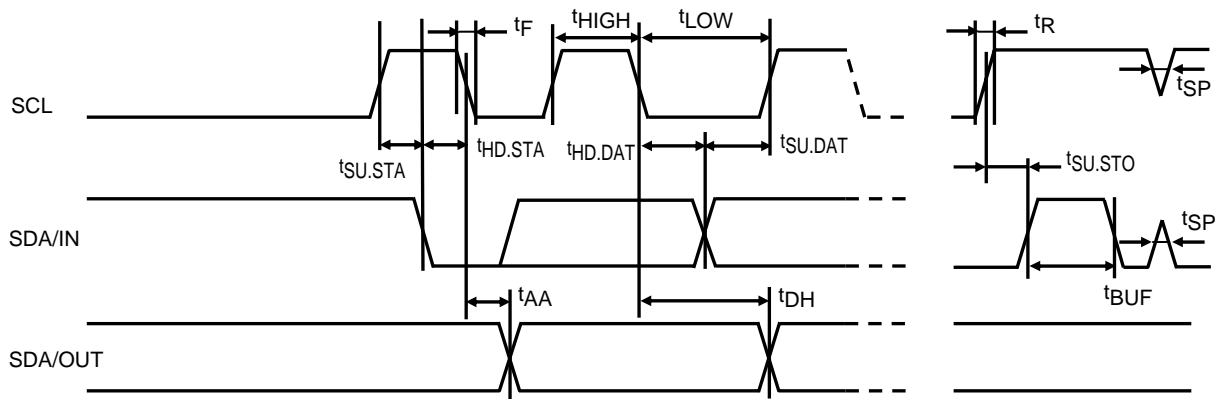 tF
tHIGH
tLOW
tR
SCL
tSP
tSU.STA
tHD.STA
tHD.DAT
tSU.DAT
tSU.STO
SDA/IN
tSP
tAA
tDH
tBUF
SDA/OUT